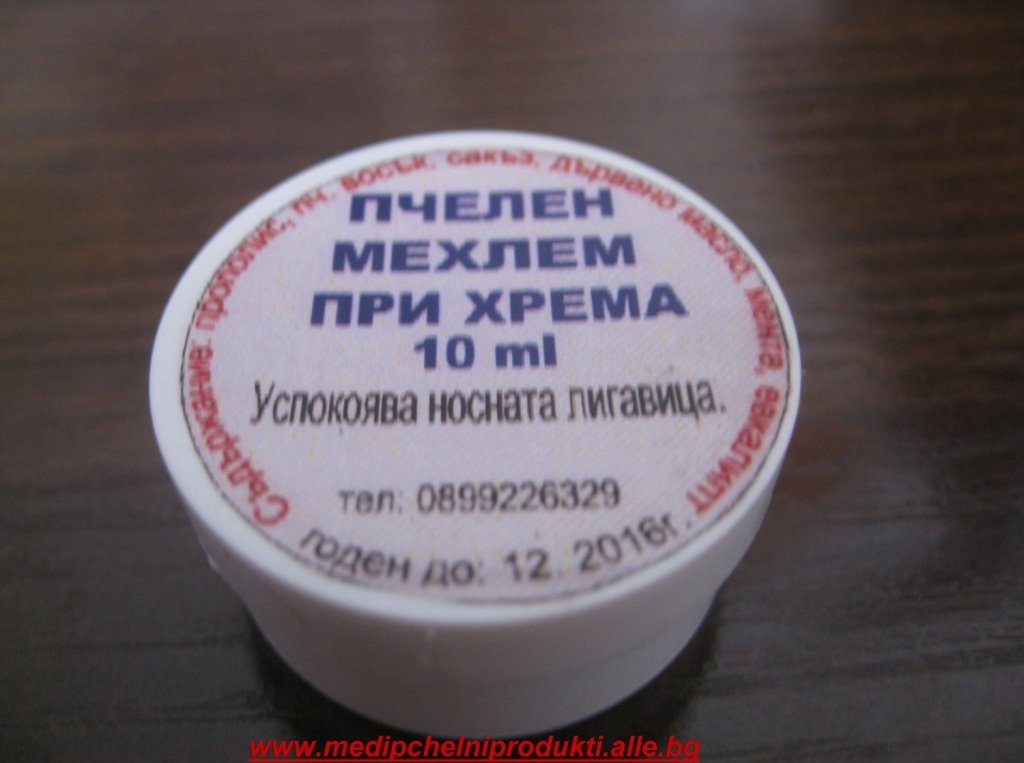 Съдържание: прополис, пч. восък, сакъз, дървено масло, мента, евкалипт
ПЧЕЛЕН
МЕХЛЕМ
ПРИ ХРЕМА
10 ml
Успокоява носната лигавица.
тел: 0899226329
годен до: 12. 2016г.
www.medipchelniprodukti.alle.bg